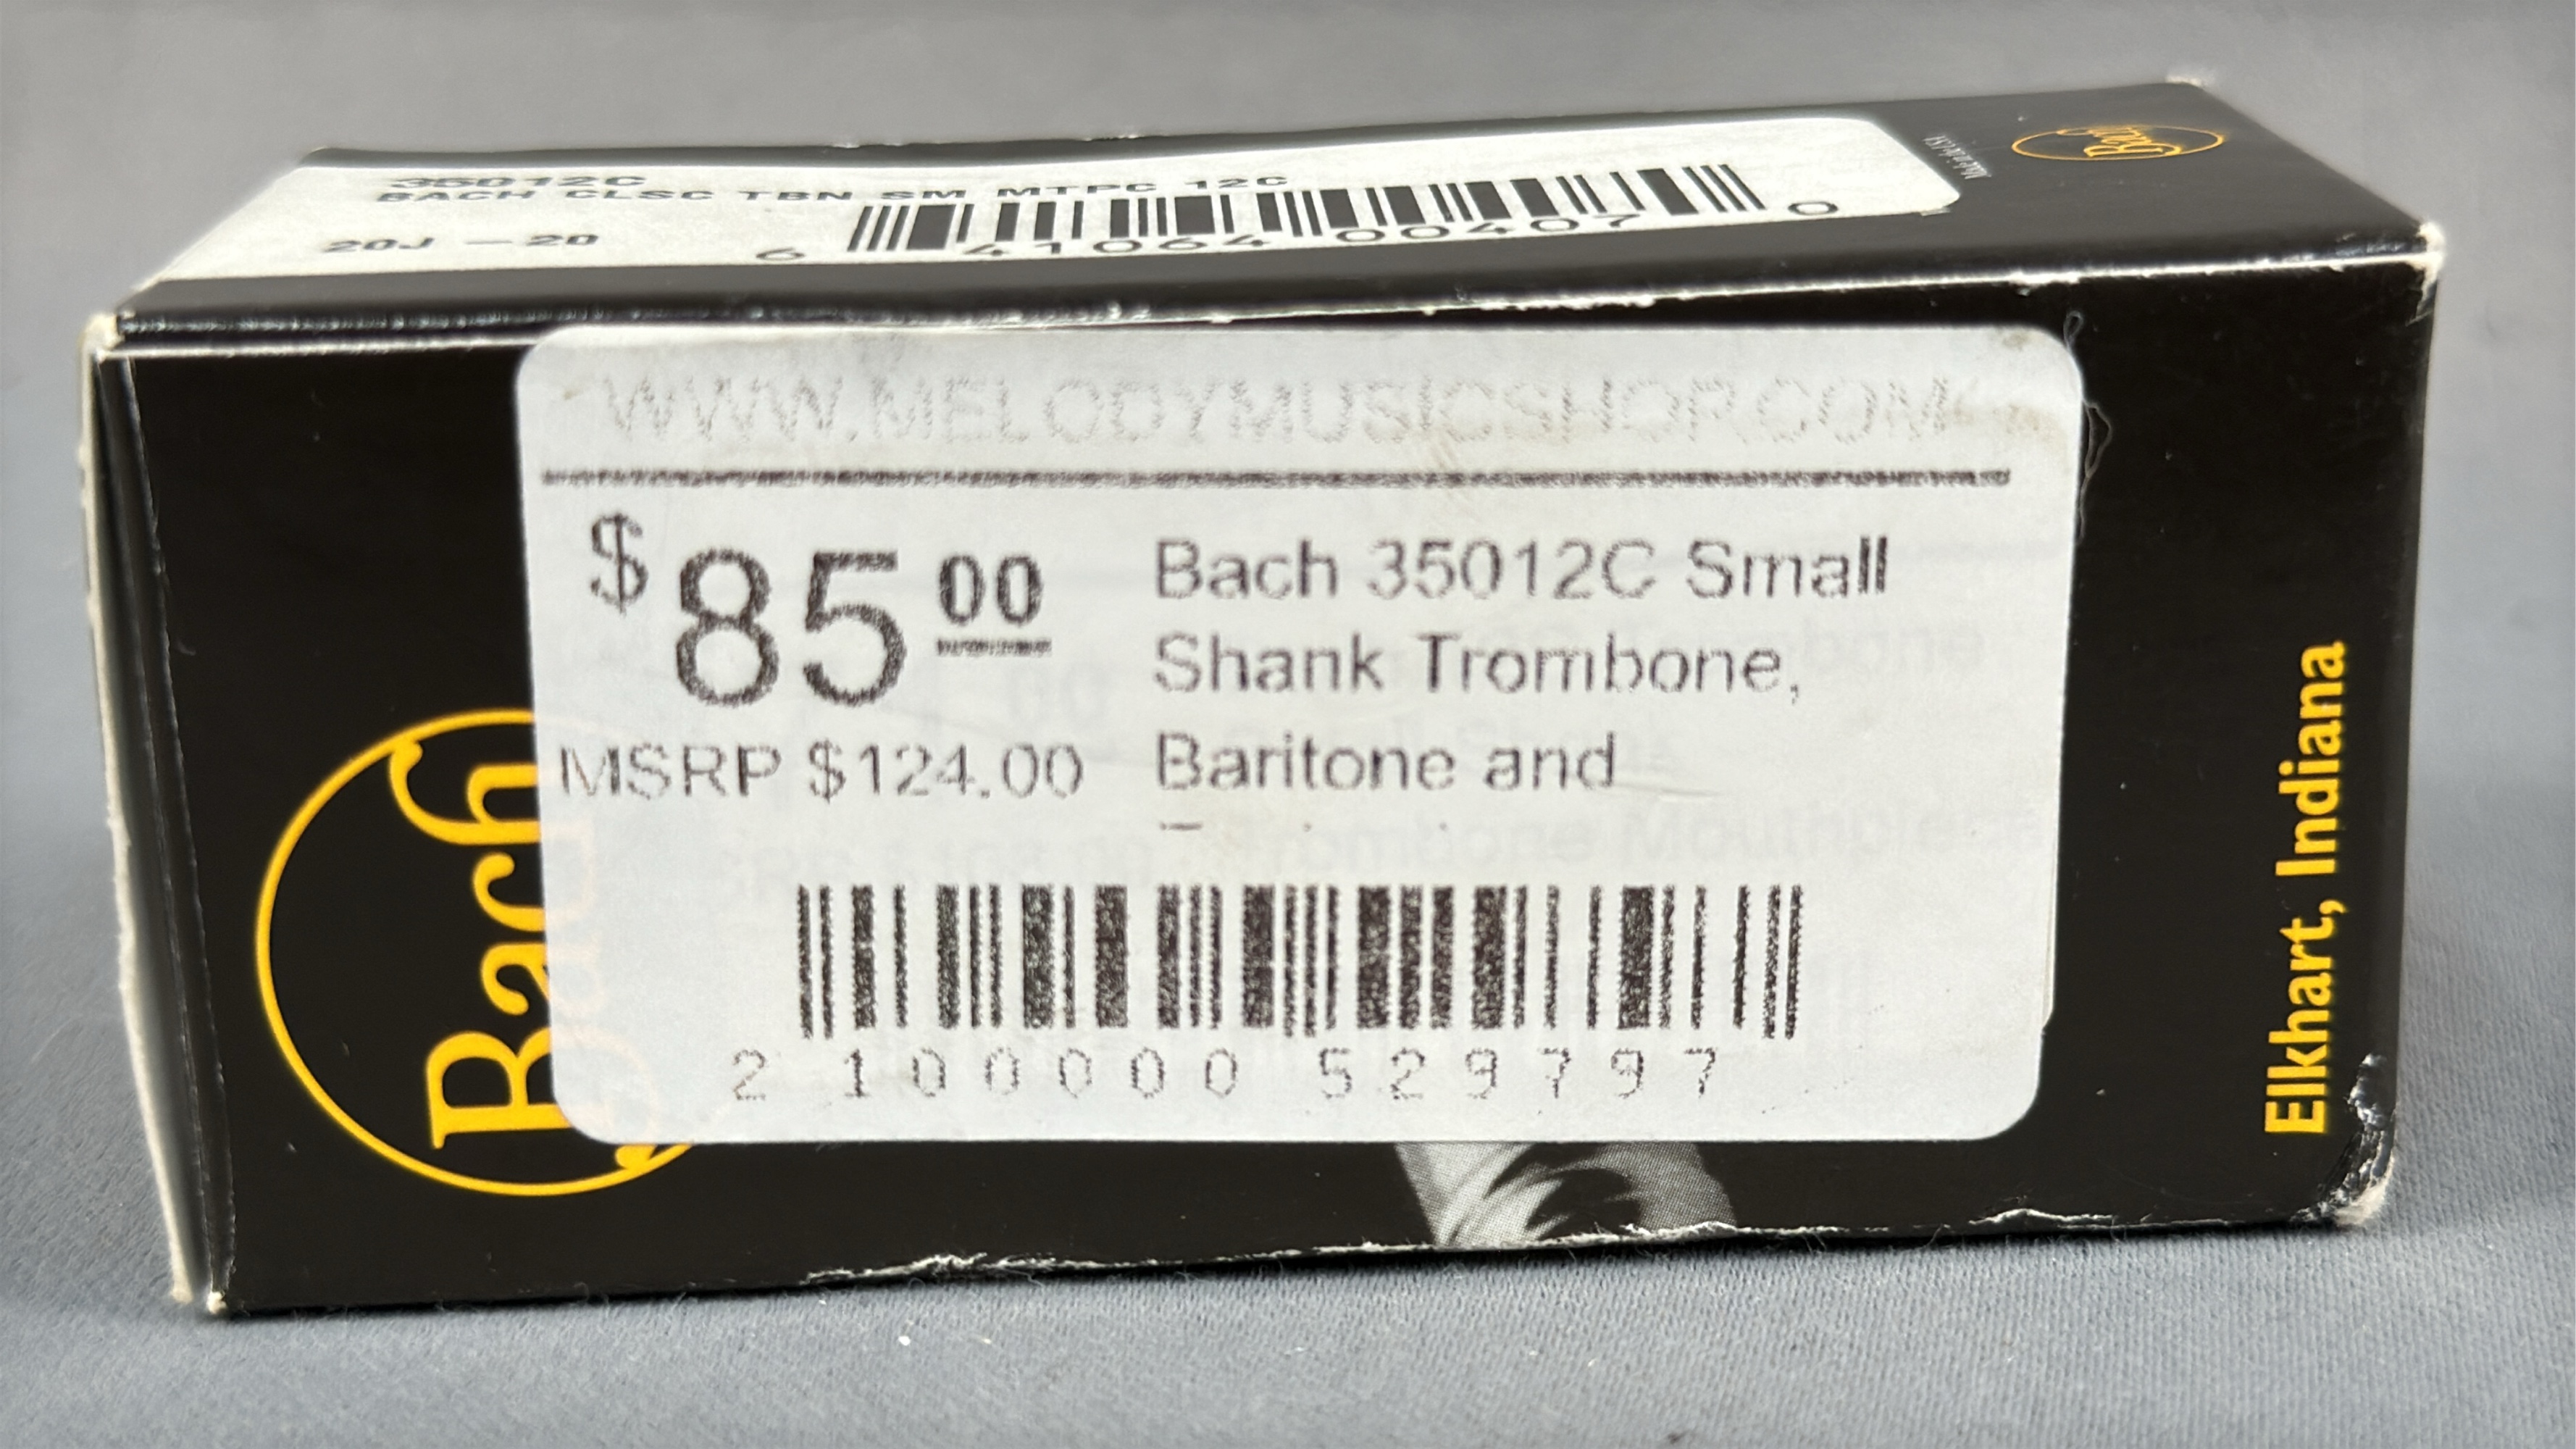 35012C
BACH CLSC TBN SM MTPC 12C
20J -20
6 41064 00407 0
Bach
WWW.MELODYMUSICSHOP.COM
$85 00
MSRP $124.00
Bach 35012C Small
Shank Trombone,
Baritone and
2 100000 529797
Bach
Elkhart, Indiana